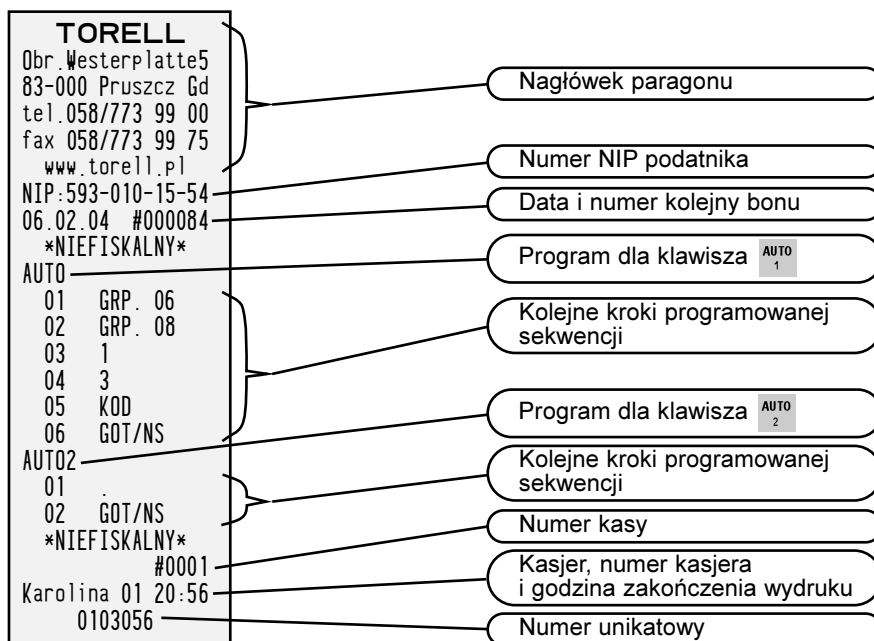 TORELL
Obr.Westerplatte5
83-000 Pruszcz Gd
tel.058/773 99 00
fax 058/773 99 75
www.torell.pl
NIP:593-010-15-54
06.02.04 #000084
*NIEFISKALNY*
AUTO
01 GRP. 06
02 GRP. 08
03 1
04 3
05 KOD
06 GOT/NS
AUTO2
01 .
02 GOT/NS
*NIEFISKALNY*
#0001
Karolina 01 20:56
0103056
Nagłówek paragonu
Numer NIP podatnika
Data i numer kolejny bonu
Program dla klawisza AUTO 1
Kolejne kroki programowanej
sekwencji
Program dla klawisza AUTO 2
Kolejne kroki programowanej
sekwencji
Numer kasy
Kasjer, numer kasjera
i godzina zakończenia wydruku
Numer unikatowy